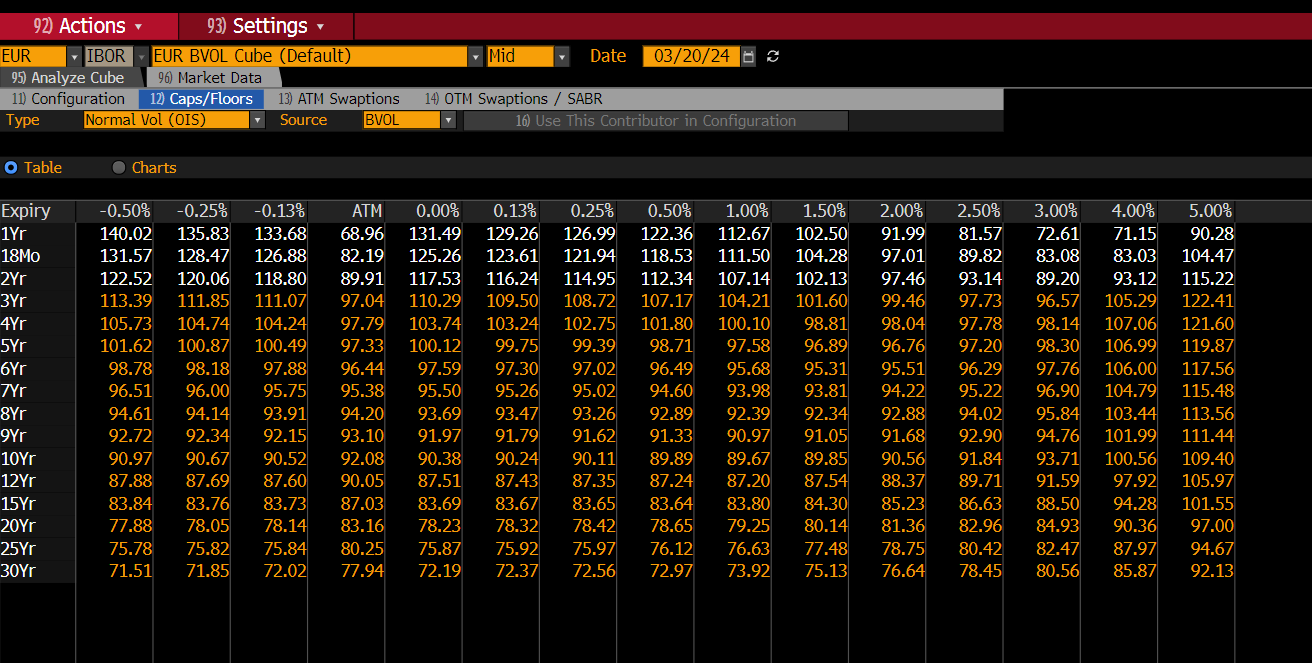 92) Actions 93) Settings
EUR IBOR EUR BVOL Cube (Default) Mid Date 03/20/24
95) Analyze Cube 96) Market Data
11) Configuration 12) Caps/Floors 13) ATM Swaptions 14) OTM Swaptions / SABR
Type Normal Vol (OIS) Source BVOL 16) Use This Contributor in Configuration
Table Charts
Expiry -0.50% -0.25% -0.13% ATM 0.00% 0.13% 0.25% 0.50% 1.00% 1.50% 2.00% 2.50% 3.00% 4.00% 5.00%
1Yr 140.02 135.83 133.68 68.96 131.49 129.26 126.99 122.36 112.67 102.50 91.99 81.57 72.61 71.15 90.28
18Mo 131.57 128.47 126.88 82.19 125.26 123.61 121.94 118.53 111.50 104.28 97.01 89.82 83.08 83.03 104.47
2Yr 122.52 120.06 118.80 89.91 117.53 116.24 114.95 112.34 107.14 102.13 97.46 93.14 89.20 93.12 115.22
3Yr 113.39 111.85 111.07 97.04 110.29 109.50 108.72 107.17 104.21 101.60 99.46 97.73 96.57 105.29 122.41
4Yr 105.73 104.74 104.24 97.79 103.74 103.24 102.75 101.80 100.10 98.81 98.04 97.78 98.14 107.06 121.60
5Yr 101.62 100.87 100.49 97.33 100.12 99.75 99.39 98.71 97.58 96.89 96.76 97.20 98.30 106.99 119.87
6Yr 98.78 98.18 97.88 96.44 97.59 97.30 97.02 96.49 95.68 95.31 95.51 96.29 97.76 106.00 117.56
7Yr 96.51 96.00 95.75 95.38 95.50 95.26 95.02 94.60 93.98 93.81 94.22 95.22 96.90 104.79 115.48
8Yr 94.61 94.14 93.91 94.20 93.69 93.47 93.26 92.89 92.39 92.34 92.88 94.02 95.84 103.44 113.56
9Yr 92.72 92.34 92.15 93.10 91.97 91.79 91.62 91.33 90.97 91.05 91.68 92.90 94.76 101.99 111.44
10Yr 90.97 90.67 90.52 92.08 90.38 90.24 90.11 89.89 89.67 89.85 90.56 91.84 93.71 100.56 109.40
12Yr 87.88 87.69 87.60 90.05 87.51 87.43 87.35 87.24 87.20 87.54 88.37 89.71 91.59 97.92 105.97
15Yr 83.84 83.76 83.73 87.03 83.69 83.67 83.65 83.64 83.80 84.30 85.23 86.63 88.50 94.28 101.55
20Yr 77.88 78.05 78.14 83.16 78.23 78.32 78.42 78.65 79.25 80.14 81.36 82.96 84.93 90.36 97.00
25Yr 75.78 75.82 75.84 80.25 75.87 75.92 75.97 76.12 76.63 77.48 78.75 80.42 82.47 87.97 94.67
30Yr 71.51 71.85 72.02 77.94 72.19 72.37 72.56 72.97 73.92 75.13 76.64 78.45 80.56 85.87 92.13